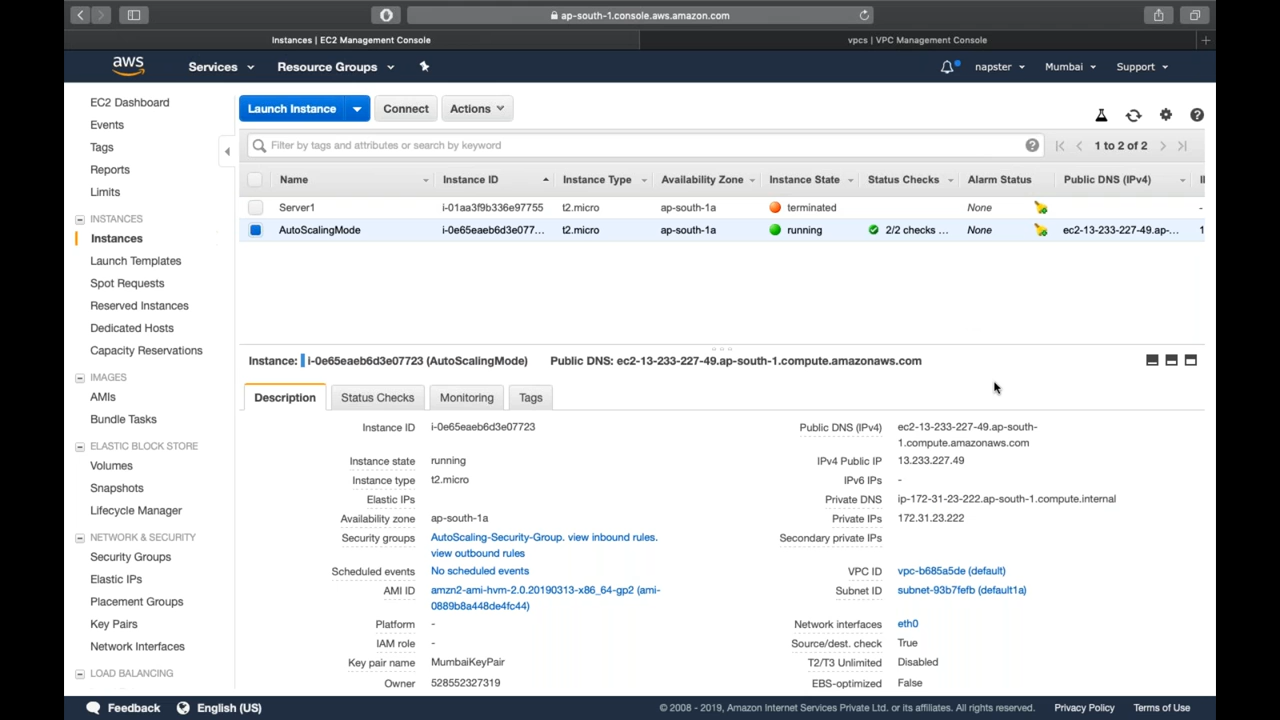 ap-south-1.console.aws.amazon.com
Instances | EC2 Management Console
vpcs | VPC Management Console
aws
Services
Resource Groups
napster
Mumbai
Support
EC2 Dashboard
Events
Tags
Reports
Limits
INSTANCES
Instances
Launch Templates
Spot Requests
Reserved Instances
Dedicated Hosts
Capacity Reservations
IMAGES
AMIs
Bundle Tasks
ELASTIC BLOCK STORE
Volumes
Snapshots
Lifecycle Manager
NETWORK & SECURITY
Security Groups
Elastic IPs
Placement Groups
Key Pairs
Network Interfaces
LOAD BALANCING
Launch Instance
Connect
Actions
Filter by tags and attributes or search by keyword
1 to 2 of 2
Name Instance ID Instance Type Availability Zone Instance State Status Checks Alarm Status Public DNS (IPv4)
Server1 i-01aa3f9b336e97755 t2.micro ap-south-1a terminated None -
AutoScalingMode i-0e65eaeb6d3e077... t2.micro ap-south-1a running 2/2 checks ... None ec2-13-233-227-49.ap-... 1
Instance: i-0e65eaeb6d3e07723 (AutoScalingMode) Public DNS: ec2-13-233-227-49.ap-south-1.compute.amazonaws.com
Description
Status Checks
Monitoring
Tags
Instance ID i-0e65eaeb6d3e07723
Instance state running
Instance type t2.micro
Elastic IPs
Availability zone ap-south-1a
Security groups AutoScaling-Security-Group. view inbound rules.
view outbound rules
Scheduled events No scheduled events
AMI ID amzn2-ami-hvm-2.0.20190313-x86_64-gp2 (ami-
0889b8a448de4fc44)
Platform -
IAM role -
Key pair name MumbaiKeyPair
Owner 528552327319
Public DNS (IPv4) ec2-13-233-227-49.ap-south-
1.compute.amazonaws.com
IPv4 Public IP 13.233.227.49
IPv6 IPs -
Private DNS ip-172-31-23-222.ap-south-1.compute.internal
Private IPs 172.31.23.222
Secondary private IPs
VPC ID vpc-b685a5de (default)
Subnet ID subnet-93b7fefb (default1a)
Network interfaces eth0
Source/dest. check True
T2/T3 Unlimited Disabled
EBS-optimized False
Feedback
English (US)
© 2008 - 2019, Amazon Internet Services Private Ltd. or its affiliates. All rights reserved.
Privacy Policy
Terms of Use